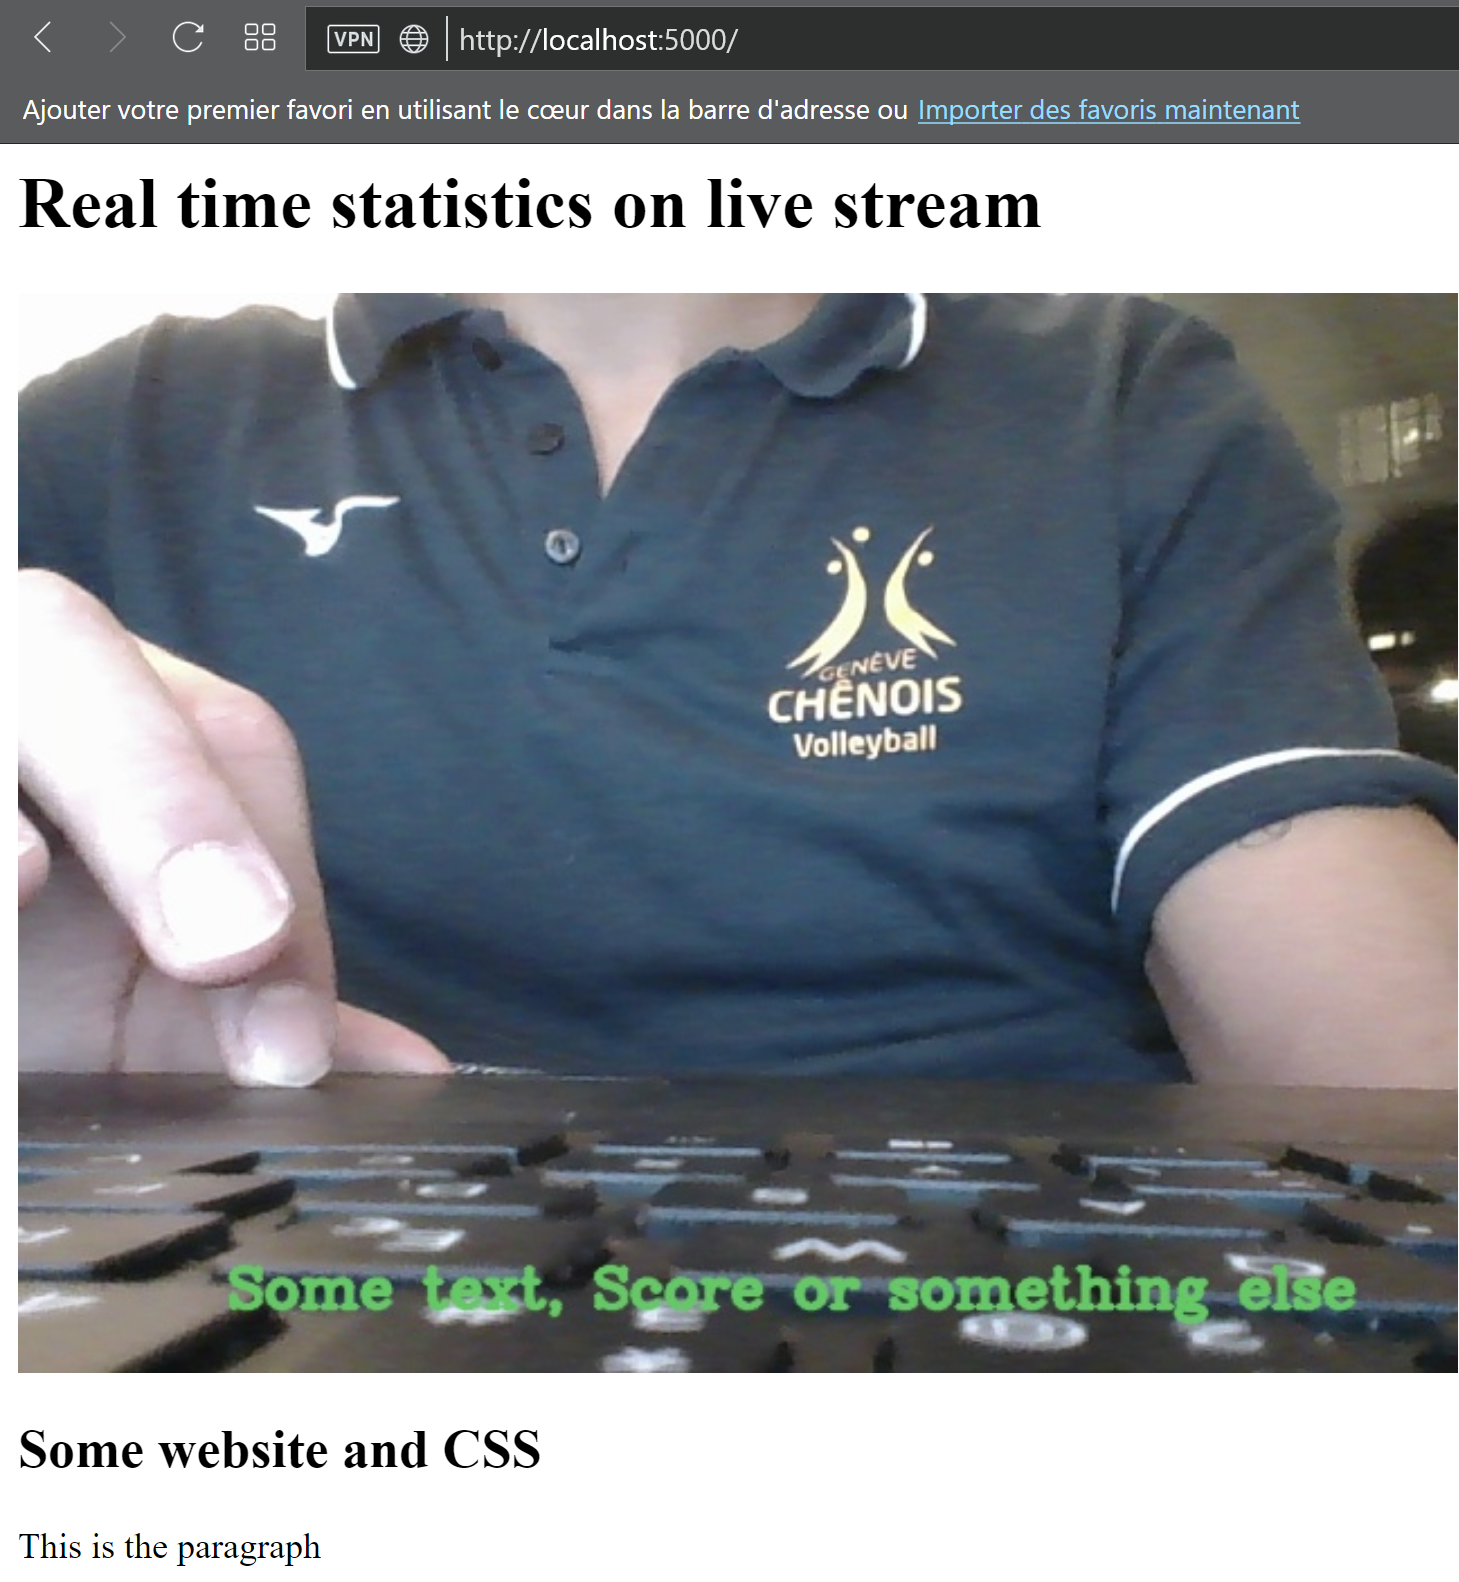 VPN http://localhost:5000/
Ajouter votre premier favori en utilisant le cœur dans la barre d'adresse ou Importer des favoris maintenant
Real time statistics on live stream
GENÈVE
CHÊNOIS
Volleyball
Some text, Score or something else
Some website and CSS
This is the paragraph